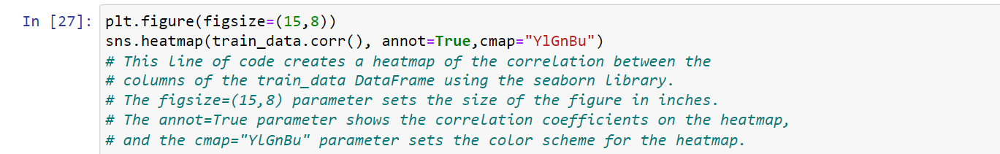 In [27]: plt.figure(figsize=(15,8))
sns.heatmap(train_data.corr(), annot=True,cmap="YlGnBu")
# This line of code creates a heatmap of the correlation between the
# columns of the train_data DataFrame using the seaborn library.
# The figsize=(15,8) parameter sets the size of the figure in inches.
# The annot=True parameter shows the correlation coefficients on the heatmap,
# and the cmap="YlGnBu" parameter sets the color scheme for the heatmap.